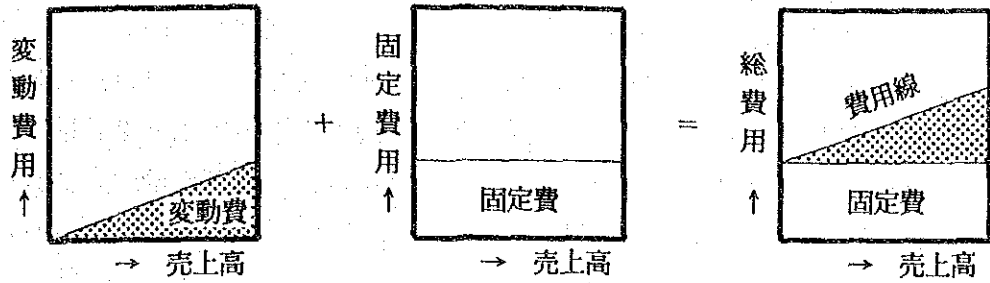 変動費用↑
変動費
→ 売上高
+
固定費用↑
固定費
→ 売上高
=
総費用↑
費用線
固定費
→ 売上高